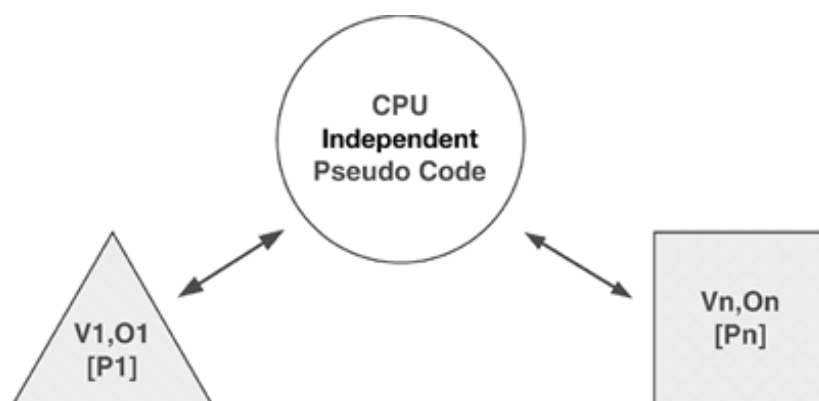 CPU
Independent
Pseudo Code
V1,O1
[P1]
Vn,On
[Pn]